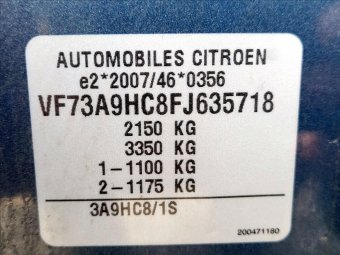 AUTOMOBILES CITROEN
e2*2007/46*0356
VF73A9HC8FJ635718
2150 KG
3350 KG
1-1100 KG
2-1175 KG
3A9HC8/1S
200471180